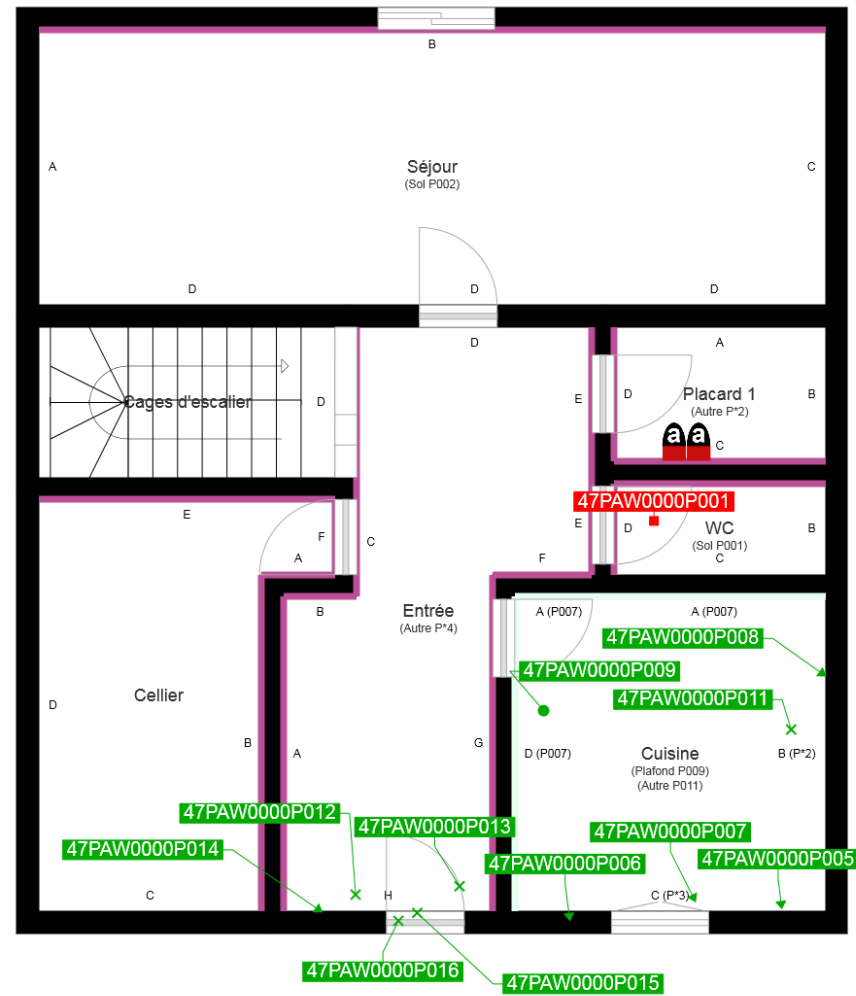 B
A
Séjour
(Sol P002)
C
D
D
D
D
A
Cages d'escalier
D
E
D
Placard 1
(Autre P*2)
B
a
a
C
47PAW0000P001
E
F
A
C
E
D
WC
(Sol P001)
B
C
F
B
Entrée
(Autre P*4)
A (P007)
A (P007)
47PAW0000P008
47PAW0000P009
47PAW0000P011
Cellier
D
B
A
G
D (P007)
Cuisine
(Plafond P009)
(Autre P011)
B (P*2)
47PAW0000P012
47PAW0000P013
47PAW0000P014
47PAW0000P007
47PAW0000P006
47PAW0000P005
C
H
C (P*3)
47PAW0000P016
47PAW0000P015